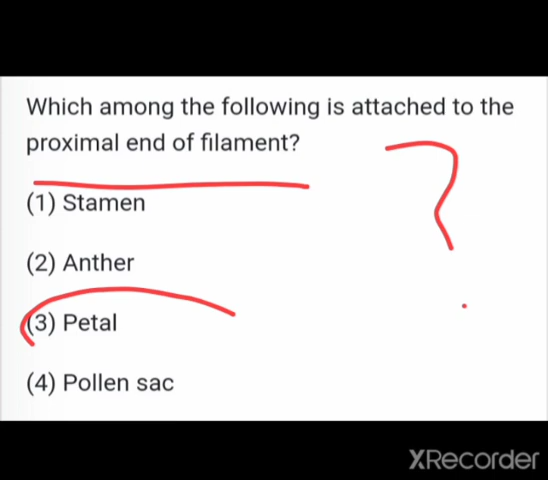 Which among the following is attached to the
proximal end of filament?
(1) Stamen
(2) Anther
(3) Petal
(4) Pollen sac
?
XRecorder